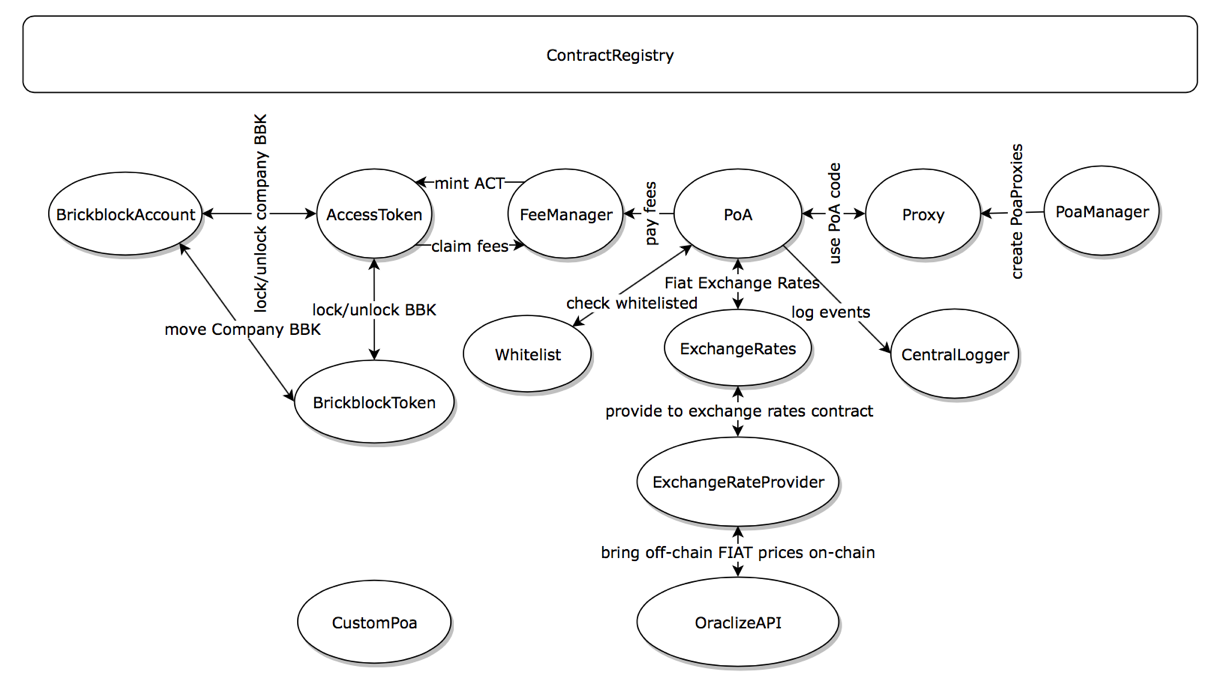 ContractRegistry
lock/unlock company BBK
mint ACT
pay fees
use PoA code
create PoaProxies
BrickblockAccount
AccessToken
FeeManager
PoA
Proxy
PoaManager
claim fees
Fiat Exchange Rates
check whitelisted
lock/unlock BBK
log events
move Company BBK
Whitelist
ExchangeRates
CentralLogger
BrickblockToken
provide to exchange rates contract
ExchangeRateProvider
bring off-chain FIAT prices on-chain
CustomPoa
OraclizeAPI